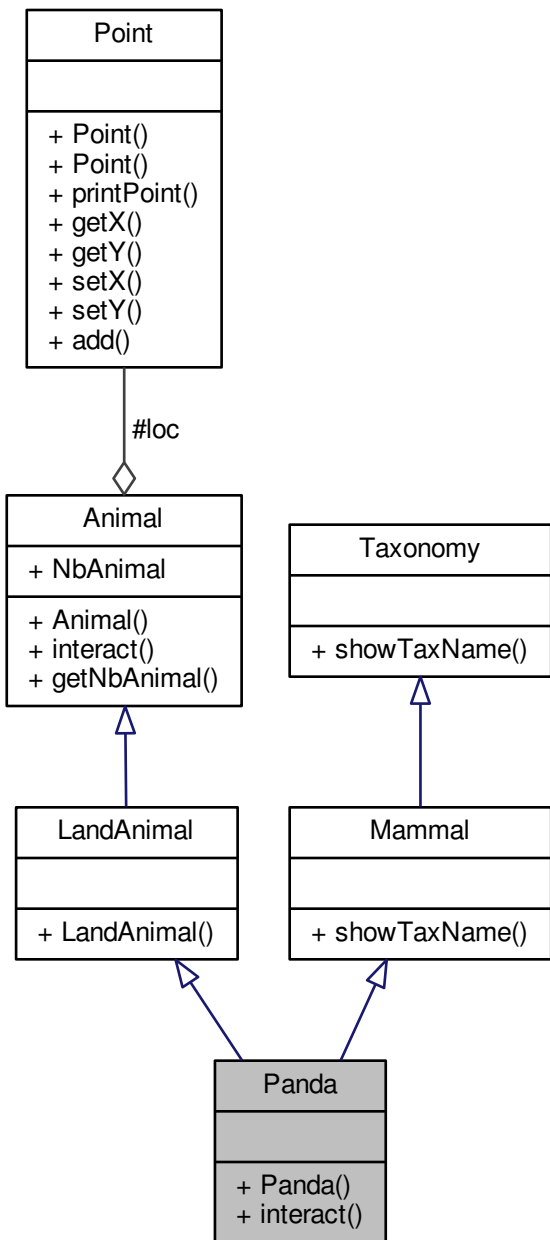 Point
+ Point()
+ Point()
+ printPoint()
+ getX()
+ getY()
+ setX()
+ setY()
+ add()
#loc
Animal
+ NbAnimal
+ Animal()
+ interact()
+ getNbAnimal()
Taxonomy
+ showTaxName()
LandAnimal
+ LandAnimal()
Mammal
+ showTaxName()
Panda
+ Panda()
+ interact()